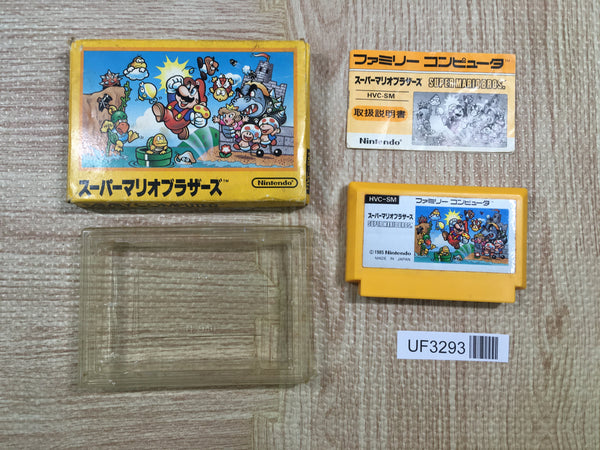 スーパーマリオブラザーズ™
Nintendo
ファミリー コンピュータ™
スーパーマリオブラザーズ SUPER MARIO BROS.
HVC-SM
取扱説明書
Nintendo
HVC-SM ファミリー コンピュータ
スーパーマリオブラザーズ
SUPER MARIO BROS.
©1985 Nintendo
MADE IN JAPAN
UF3293